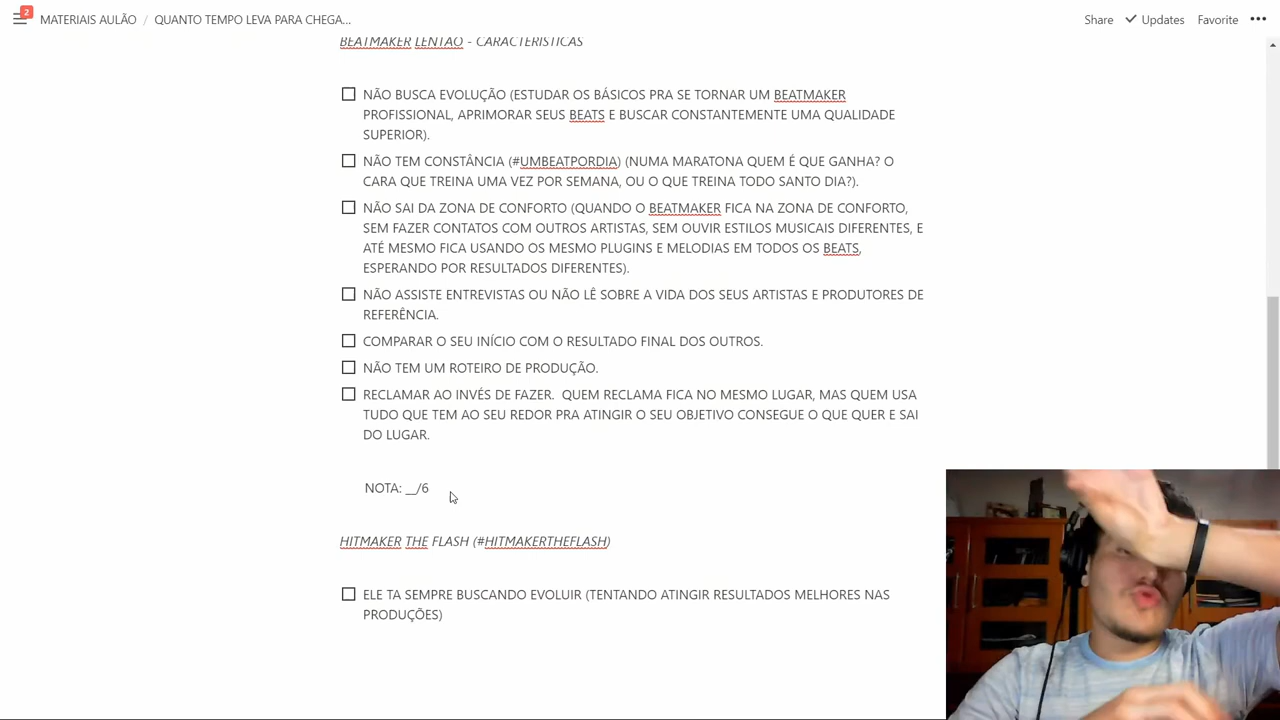 2
MATERIAIS AULÃO / QUANTO TEMPO LEVA PARA CHEGA...
Share
Updates
Favorite
BEATMAKER LENTÃO - CARACTERÍSTICAS
NÃO BUSCA EVOLUÇÃO (ESTUDAR OS BÁSICOS PRA SE TORNAR UM BEATMAKER
PROFISSIONAL, APRIMORAR SEUS BEATS E BUSCAR CONSTANTEMENTE UMA QUALIDADE
SUPERIOR).
NÃO TEM CONSTÂNCIA (#UMBEATPORDIA) (NUMA MARATONA QUEM É QUE GANHA? O
CARA QUE TREINA UMA VEZ POR SEMANA, OU O QUE TREINA TODO SANTO DIA?).
NÃO SAI DA ZONA DE CONFORTO (QUANDO O BEATMAKER FICA NA ZONA DE CONFORTO,
SEM FAZER CONTATOS COM OUTROS ARTISTAS, SEM OUVIR ESTILOS MUSICAIS DIFERENTES, E
ATÉ MESMO FICA USANDO OS MESMO PLUGINS E MELODIAS EM TODOS OS BEATS,
ESPERANDO POR RESULTADOS DIFERENTES).
NÃO ASSISTE ENTREVISTAS OU NÃO LÊ SOBRE A VIDA DOS SEUS ARTISTAS E PRODUTORES DE
REFERÊNCIA.
COMPARAR O SEU INÍCIO COM O RESULTADO FINAL DOS OUTROS.
NÃO TEM UM ROTEIRO DE PRODUÇÃO.
RECLAMAR AO INVÉS DE FAZER.  QUEM RECLAMA FICA NO MESMO LUGAR, MAS QUEM USA
TUDO QUE TEM AO SEU REDOR PRA ATINGIR O SEU OBJETIVO CONSEGUE O QUE QUER E SAI
DO LUGAR.
NOTA: __/6
HITMAKER THE FLASH (#HITMAKERTHEFLASH)
ELE TA SEMPRE BUSCANDO EVOLUIR (TENTANDO ATINGIR RESULTADOS MELHORES NAS
PRODUÇÕES)